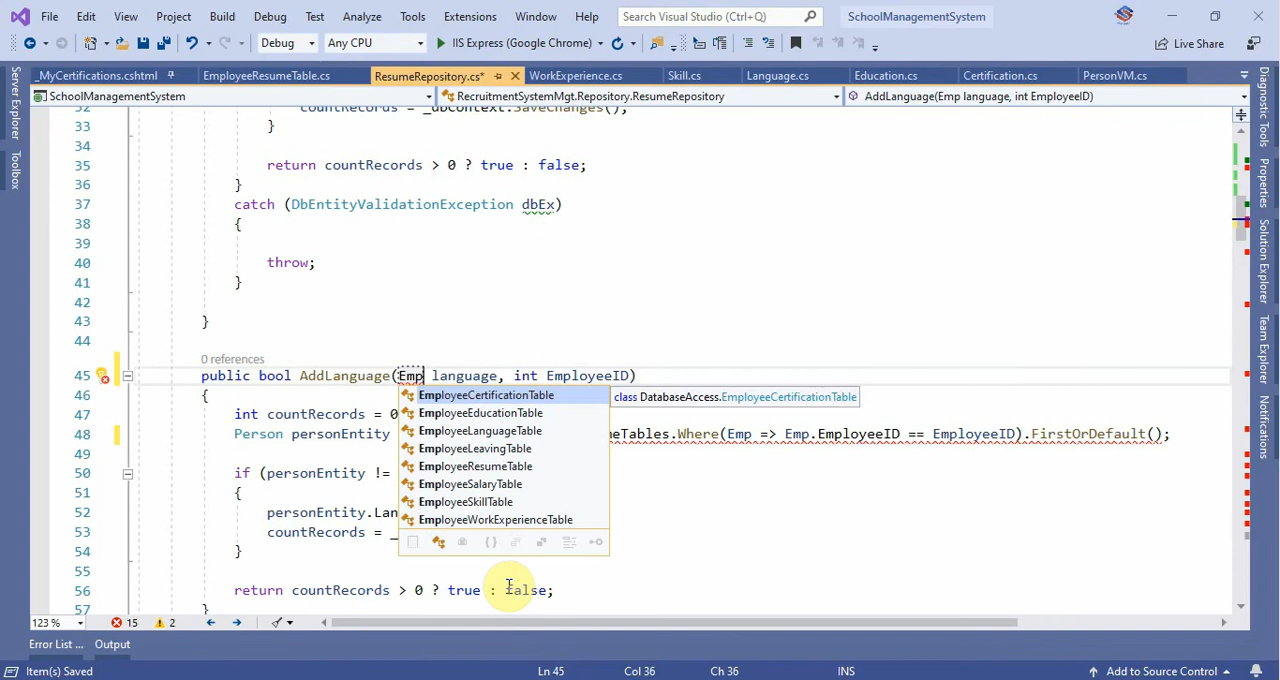 File Edit View Project Build Debug Test Analyze Tools Extensions Window Help Search Visual Studio (Ctrl+Q) SchoolManagementSystem
Debug Any CPU IIS Express (Google Chrome) Live Share
_MyCertifications.cshtml EmployeeResumeTable.cs ResumeRepository.cs* WorkExperience.cs Skill.cs Language.cs Education.cs Certification.cs PersonVM.cs
SchoolManagementSystem RecruitmentSystemMgt.Repository.ResumeRepository AddLanguage(Emp language, int EmployeeID)
Server Explorer
Toolbox
32 countRecords = _dbContext.SaveChanges();
33 }
34
35 return countRecords > 0 ? true : false;
36 }
37 catch (DbEntityValidationException dbEx)
38 {
39
40 throw;
41 }
42
43 }
44
0 references
45 public bool AddLanguage(Emp language, int EmployeeID)
46 {
47 int countRecords = 0
48 Person personEntity meTables.Where(Emp => Emp.EmployeeID == EmployeeID).FirstOrDefault();
49
50 if (personEntity !=
51 {
52 personEntity.Lan
53 countRecords = _
54 }
55
56 return countRecords > 0 ? true : false;
57 }
EmployeeCertificationTable
EmployeeEducationTable
EmployeeLanguageTable
EmployeeLeavingTable
EmployeeResumeTable
EmployeeSalaryTable
EmployeeSkillTable
EmployeeWorkExperienceTable
class DatabaseAccess.EmployeeCertificationTable
Diagnostic Tools
Properties
Solution Explorer
Team Explorer
Notifications
123 % 15 2
Error List ... Output
Item(s) Saved Ln 45 Col 36 Ch 36 INS Add to Source Control